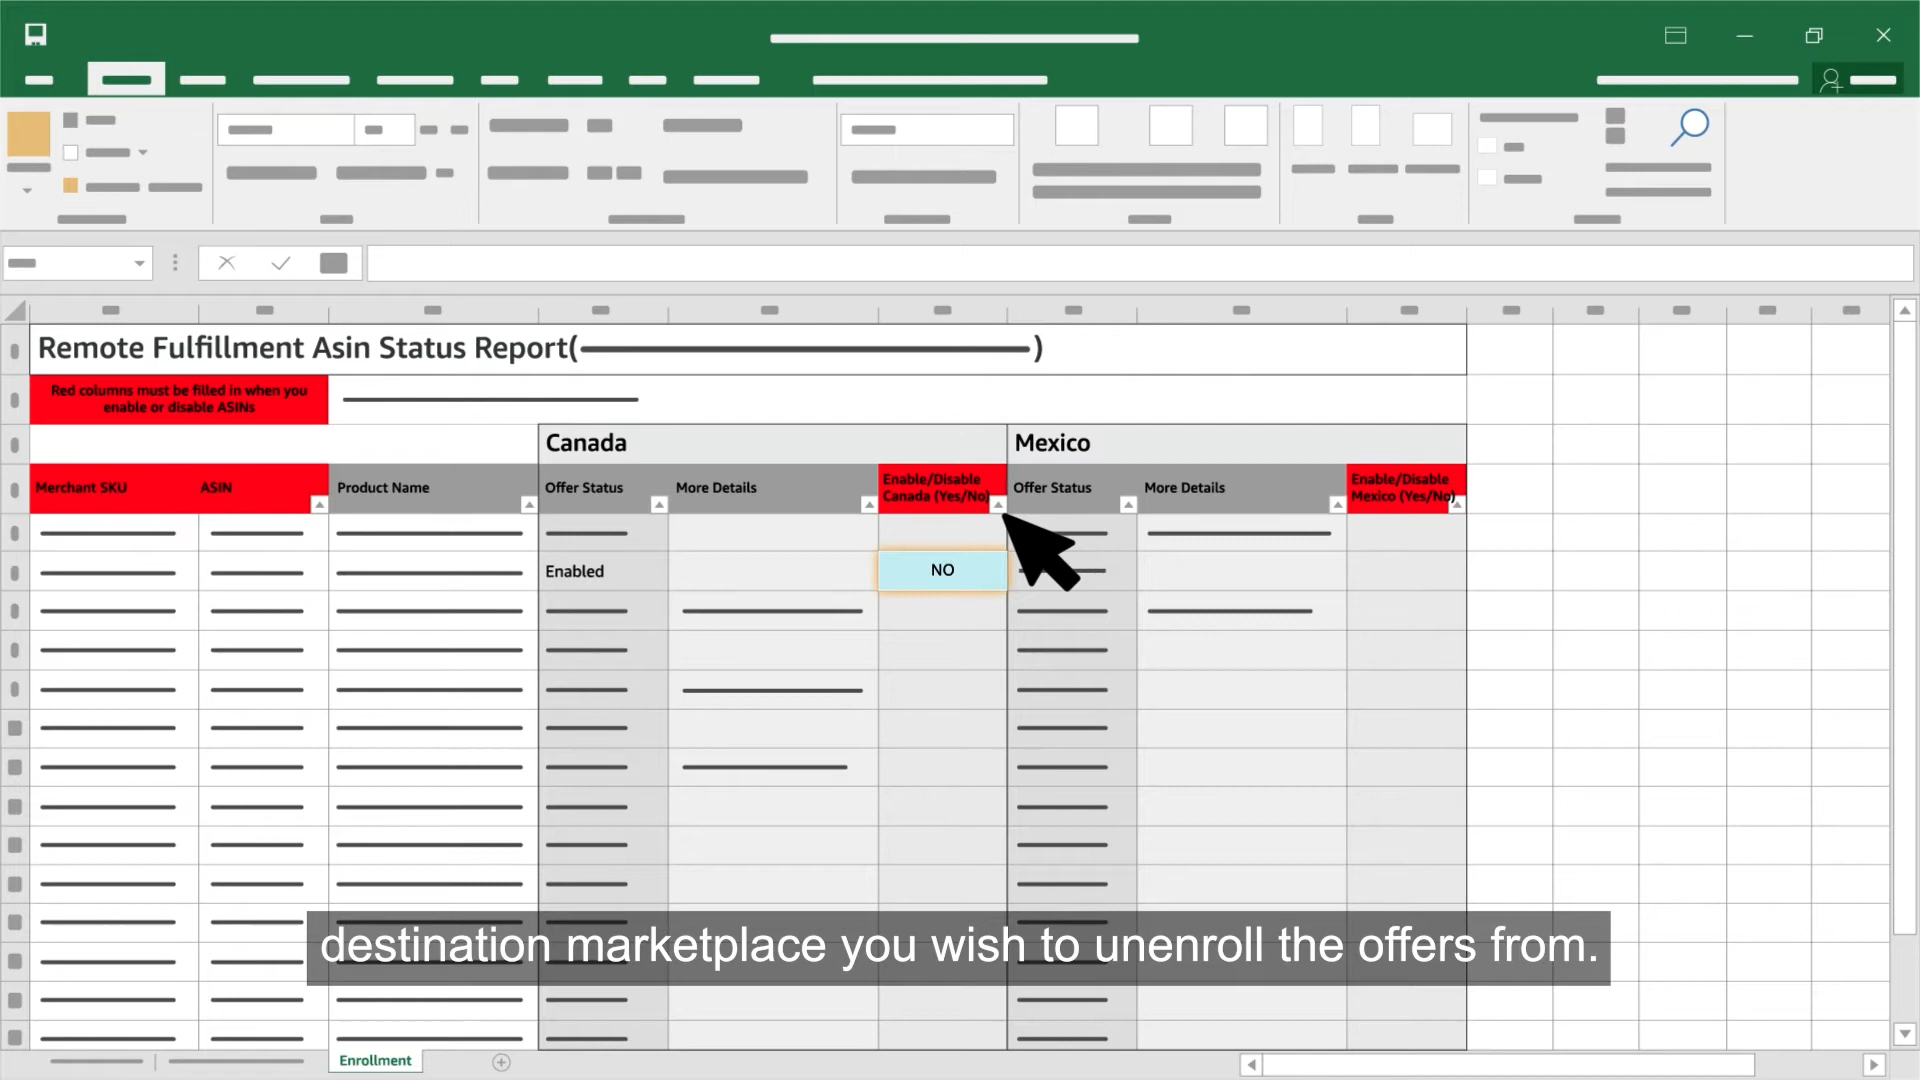 Remote Fulfillment Asin Status Report( )
Red columns must be filled in when you
enable or disable ASINs
Canada
Mexico
Merchant SKU
ASIN
Product Name
Offer Status
More Details
Enable/Disable
Canada (Yes/No)
Offer Status
More Details
Enable/Disable
Mexico (Yes/No)
Enabled
NO
destination marketplace you wish to unenroll the offers from.
Enrollment